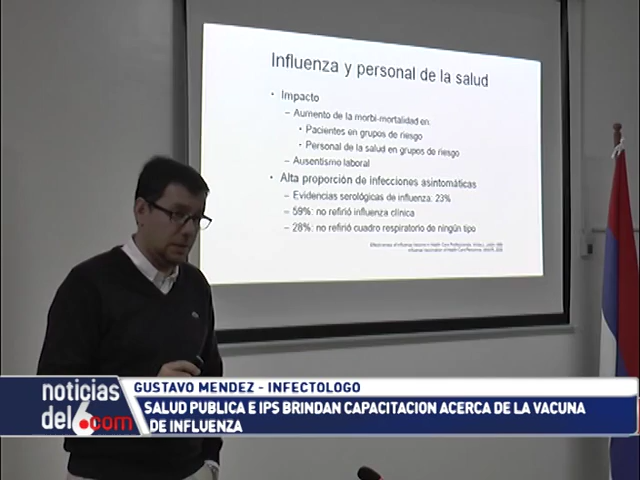 Influenza y personal de la salud
• Impacto
– Aumento de la morbi-mortalidad en:
• Pacientes en grupos de riesgo
• Personal de la salud en grupos de riesgo
– Ausentismo laboral
• Alta proporción de infecciones asintomáticas
– Evidencias serológicas de influenza: 23%
– 59%: no refirió influenza clínica
– 28%: no refirió cuadro respiratorio de ningún tipo
GUSTAVO MENDEZ - INFECTOLOGO
noticias
del6.com
SALUD PUBLICA E IPS BRINDAN CAPACITACION ACERCA DE LA VACUNA
DE INFLUENZA